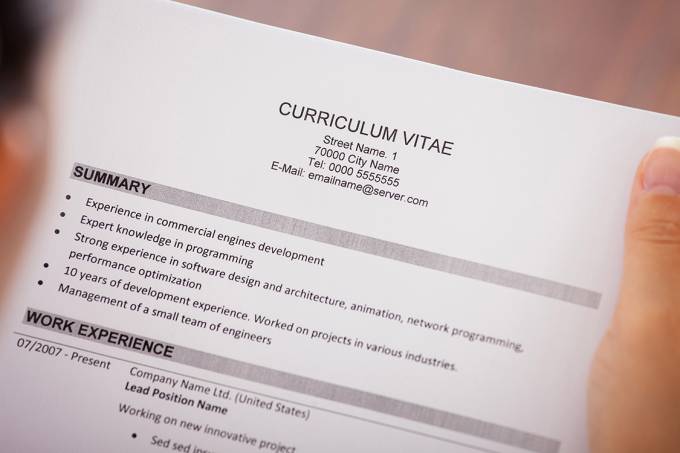 CURRICULUM VITAE
Street Name. 1
70000 City Name
Tel: 0000 5555555
E-Mail: emailname@server.com
SUMMARY
• Experience in commercial engines development
• Expert knowledge in programming
• Strong experience in software design and architecture, animation, network programming,
performance optimization
• 10 years of development experience. Worked on projects in various industries.
• Management of a small team of engineers
WORK EXPERIENCE
07/2007 - Present
Company Name Ltd. (United States)
Lead Position Name
Working on new innovative project
• Sed sed